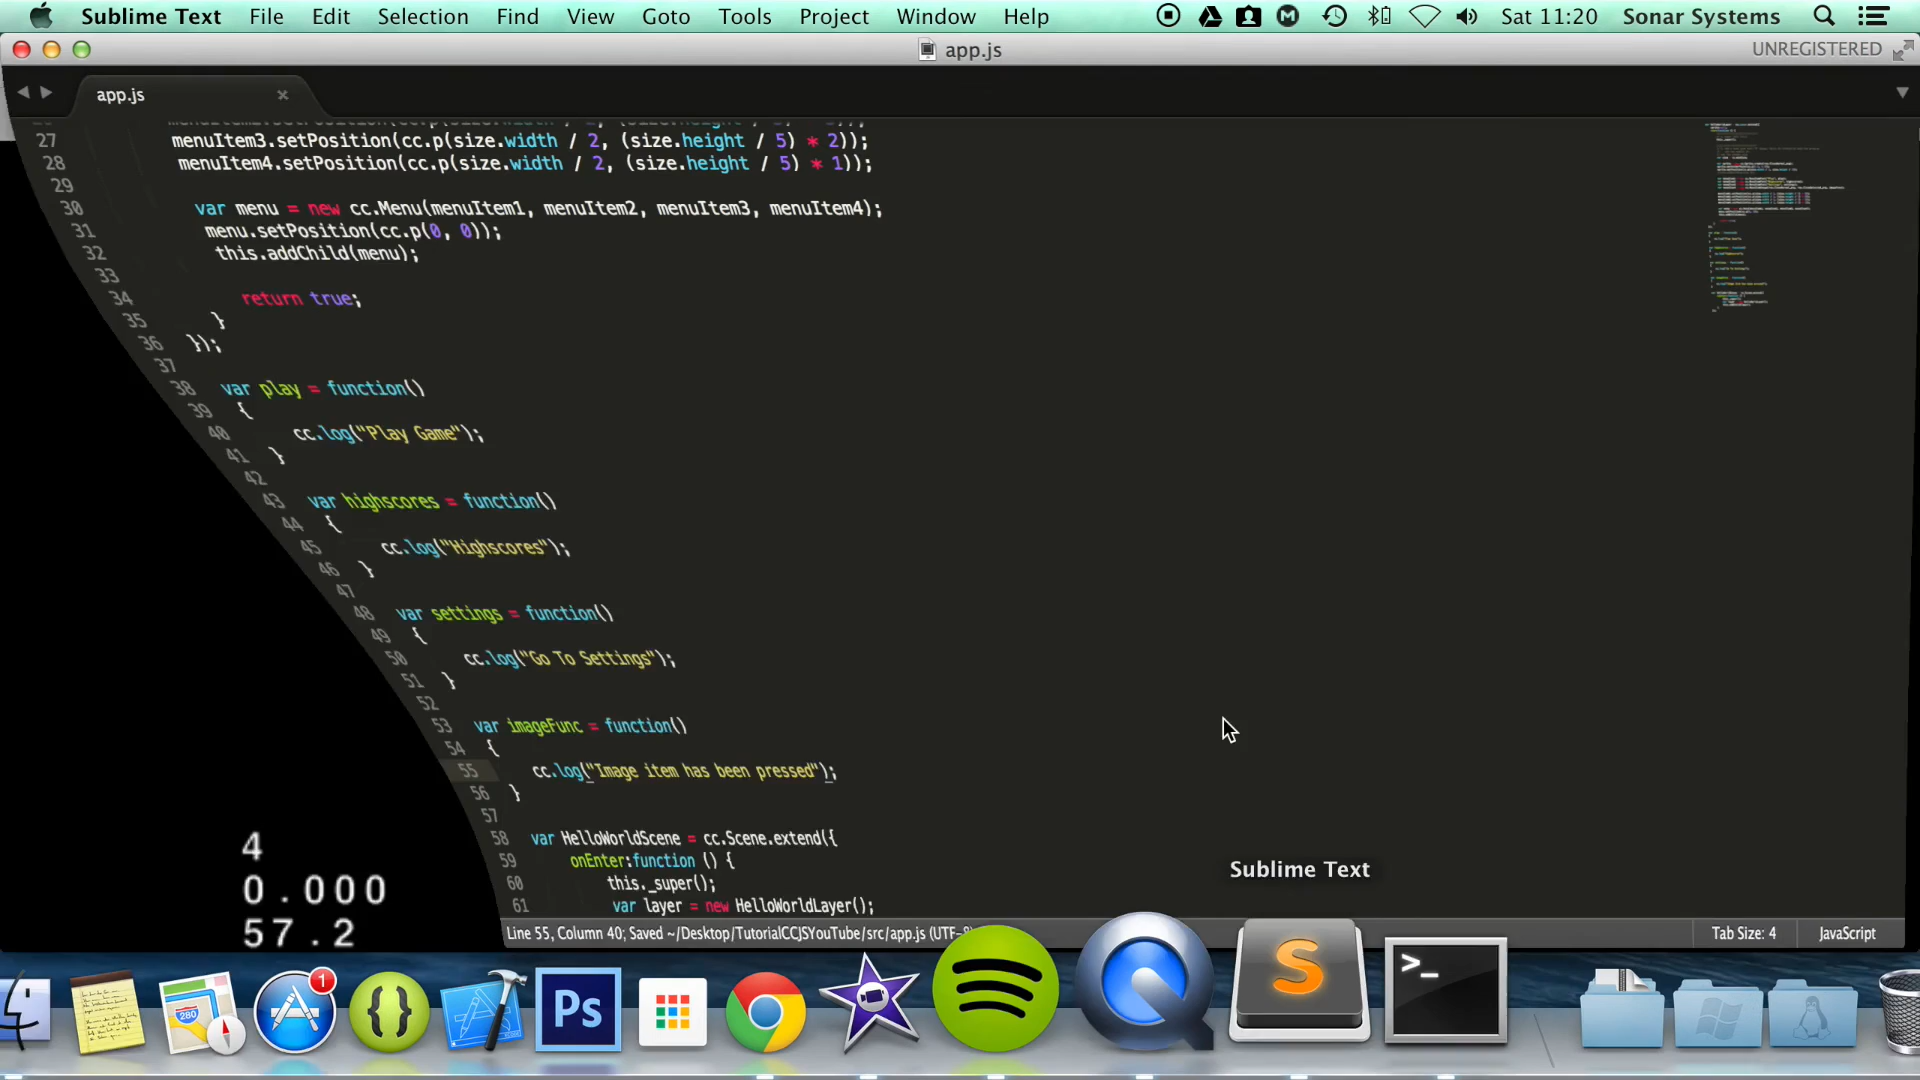 Sublime Text File Edit Selection Find View Goto Tools Project Window Help Sat 11:20 Sonar Systems
app.js UNREGISTERED
app.js
27 menuItem3.setPosition(cc.p(size.width / 2, (size.height / 5) * 2));
28 menuItem4.setPosition(cc.p(size.width / 2, (size.height / 5) * 1));
29
30 var menu = new cc.Menu(menuItem1, menuItem2, menuItem3, menuItem4);
31 menu.setPosition(cc.p(0, 0));
32 this.addChild(menu);
33
34 return true;
35 }
36 });
37
38 var play = function()
39 {
40 cc.log("Play Game");
41 }
42
43 var highscores = function()
44 {
45 cc.log("Highscores");
46 }
47
48 var settings = function()
49 {
50 cc.log("Go To Settings");
51 }
52
53 var imageFunc = function()
54 {
55 cc.log("Image item has been pressed");
56 }
57
58 var HelloWorldScene = cc.Scene.extend({
59 onEnter:function () {
60 this._super();
61 var layer = new HelloWorldLayer();
4
0.000
57.2
Sublime Text
Line 55, Column 40; Saved ~/Desktop/TutorialCCJSYouTube/src/app.js (UTF-8) Tab Size: 4 JavaScript
280
1
{}
Ps
S
>_